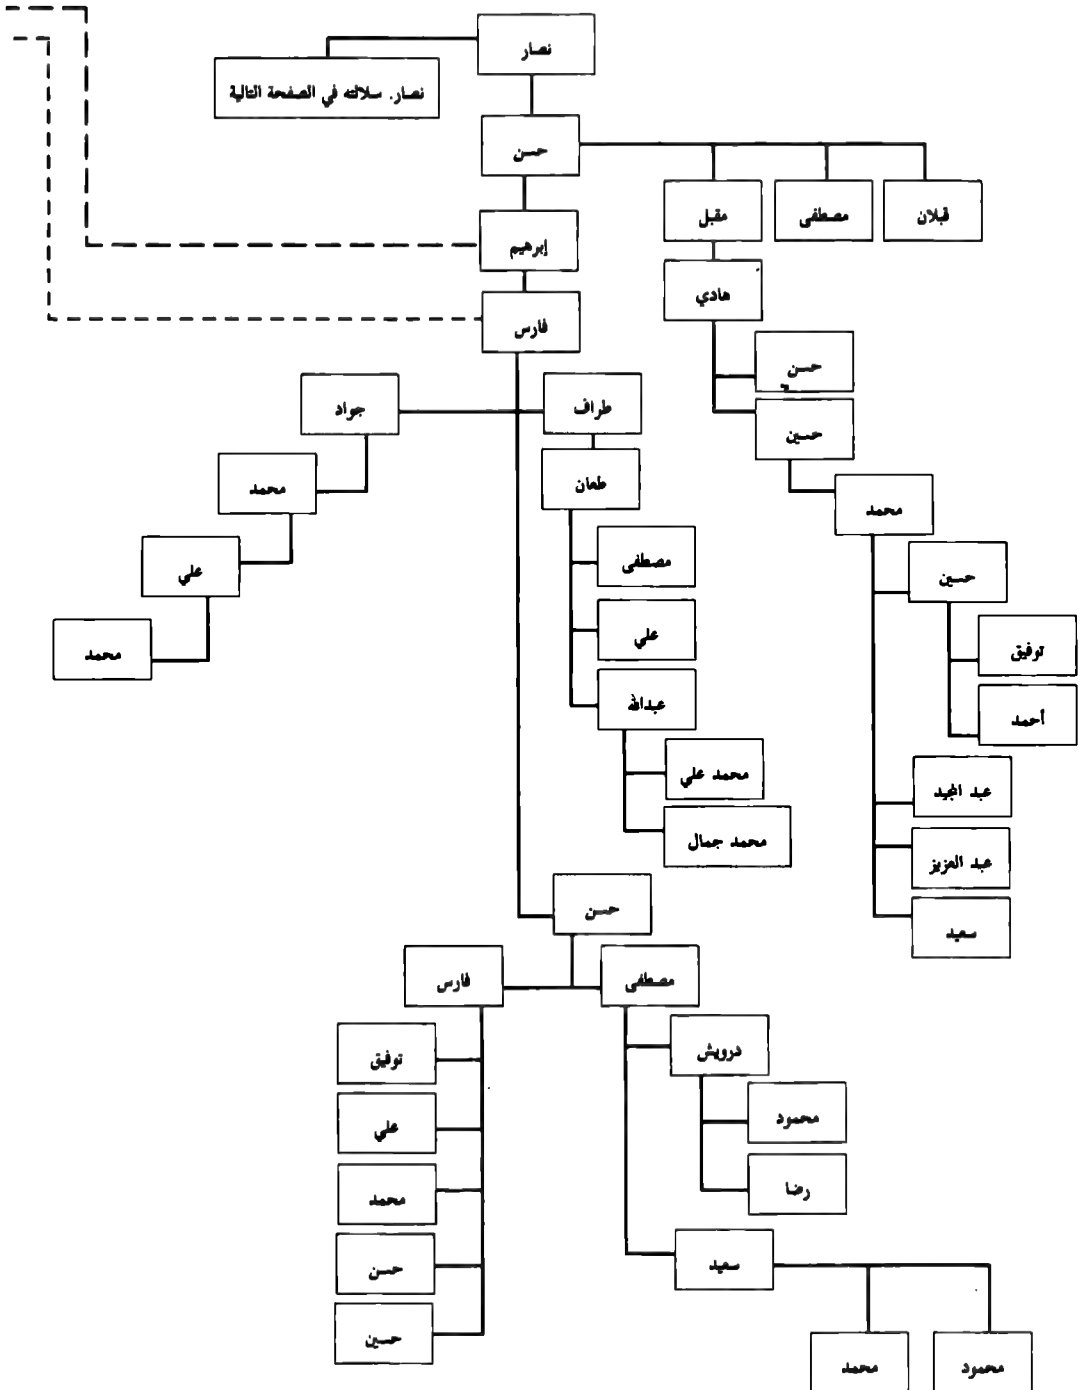 نصار
نصار. سلالته في الصفحة التالية
حسن
قبلان
مصطفى
مقبل
إبرهيم
هادي
فارس
حسن
طراف
جواد
حسين
طعان
محمد
محمد
مصطفى
علي
حسين
علي
توفيق
محمد
عبدالله
أحمد
محمد علي
عبد المجيد
محمد جمال
عبد العزيز
حسن
سعيد
مصطفى
فارس
درويش
توفيق
محمود
علي
رضا
محمد
سعيد
حسن
حسين
محمود
محمد